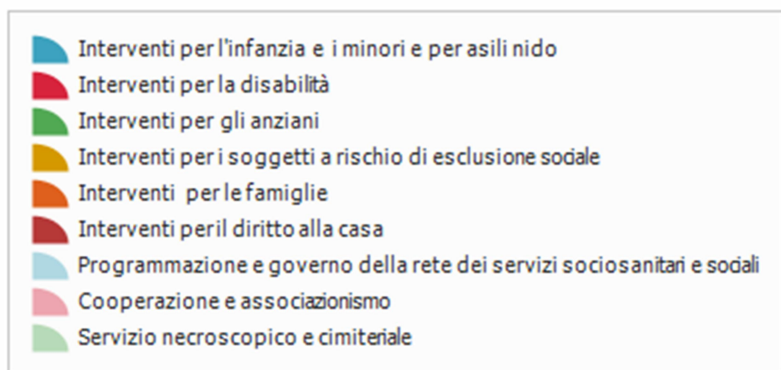 Interventi per l'infanzia e i minori e per asili nido
Interventi per la disabilità
Interventi per gli anziani
Interventi per i soggetti a rischio di esclusione sociale
Interventi per le famiglie
Interventi per il diritto alla casa
Programmazione e governo della rete dei servizi sociosanitari e sociali
Cooperazione e associazionismo
Servizio necroscopico e cimiteriale